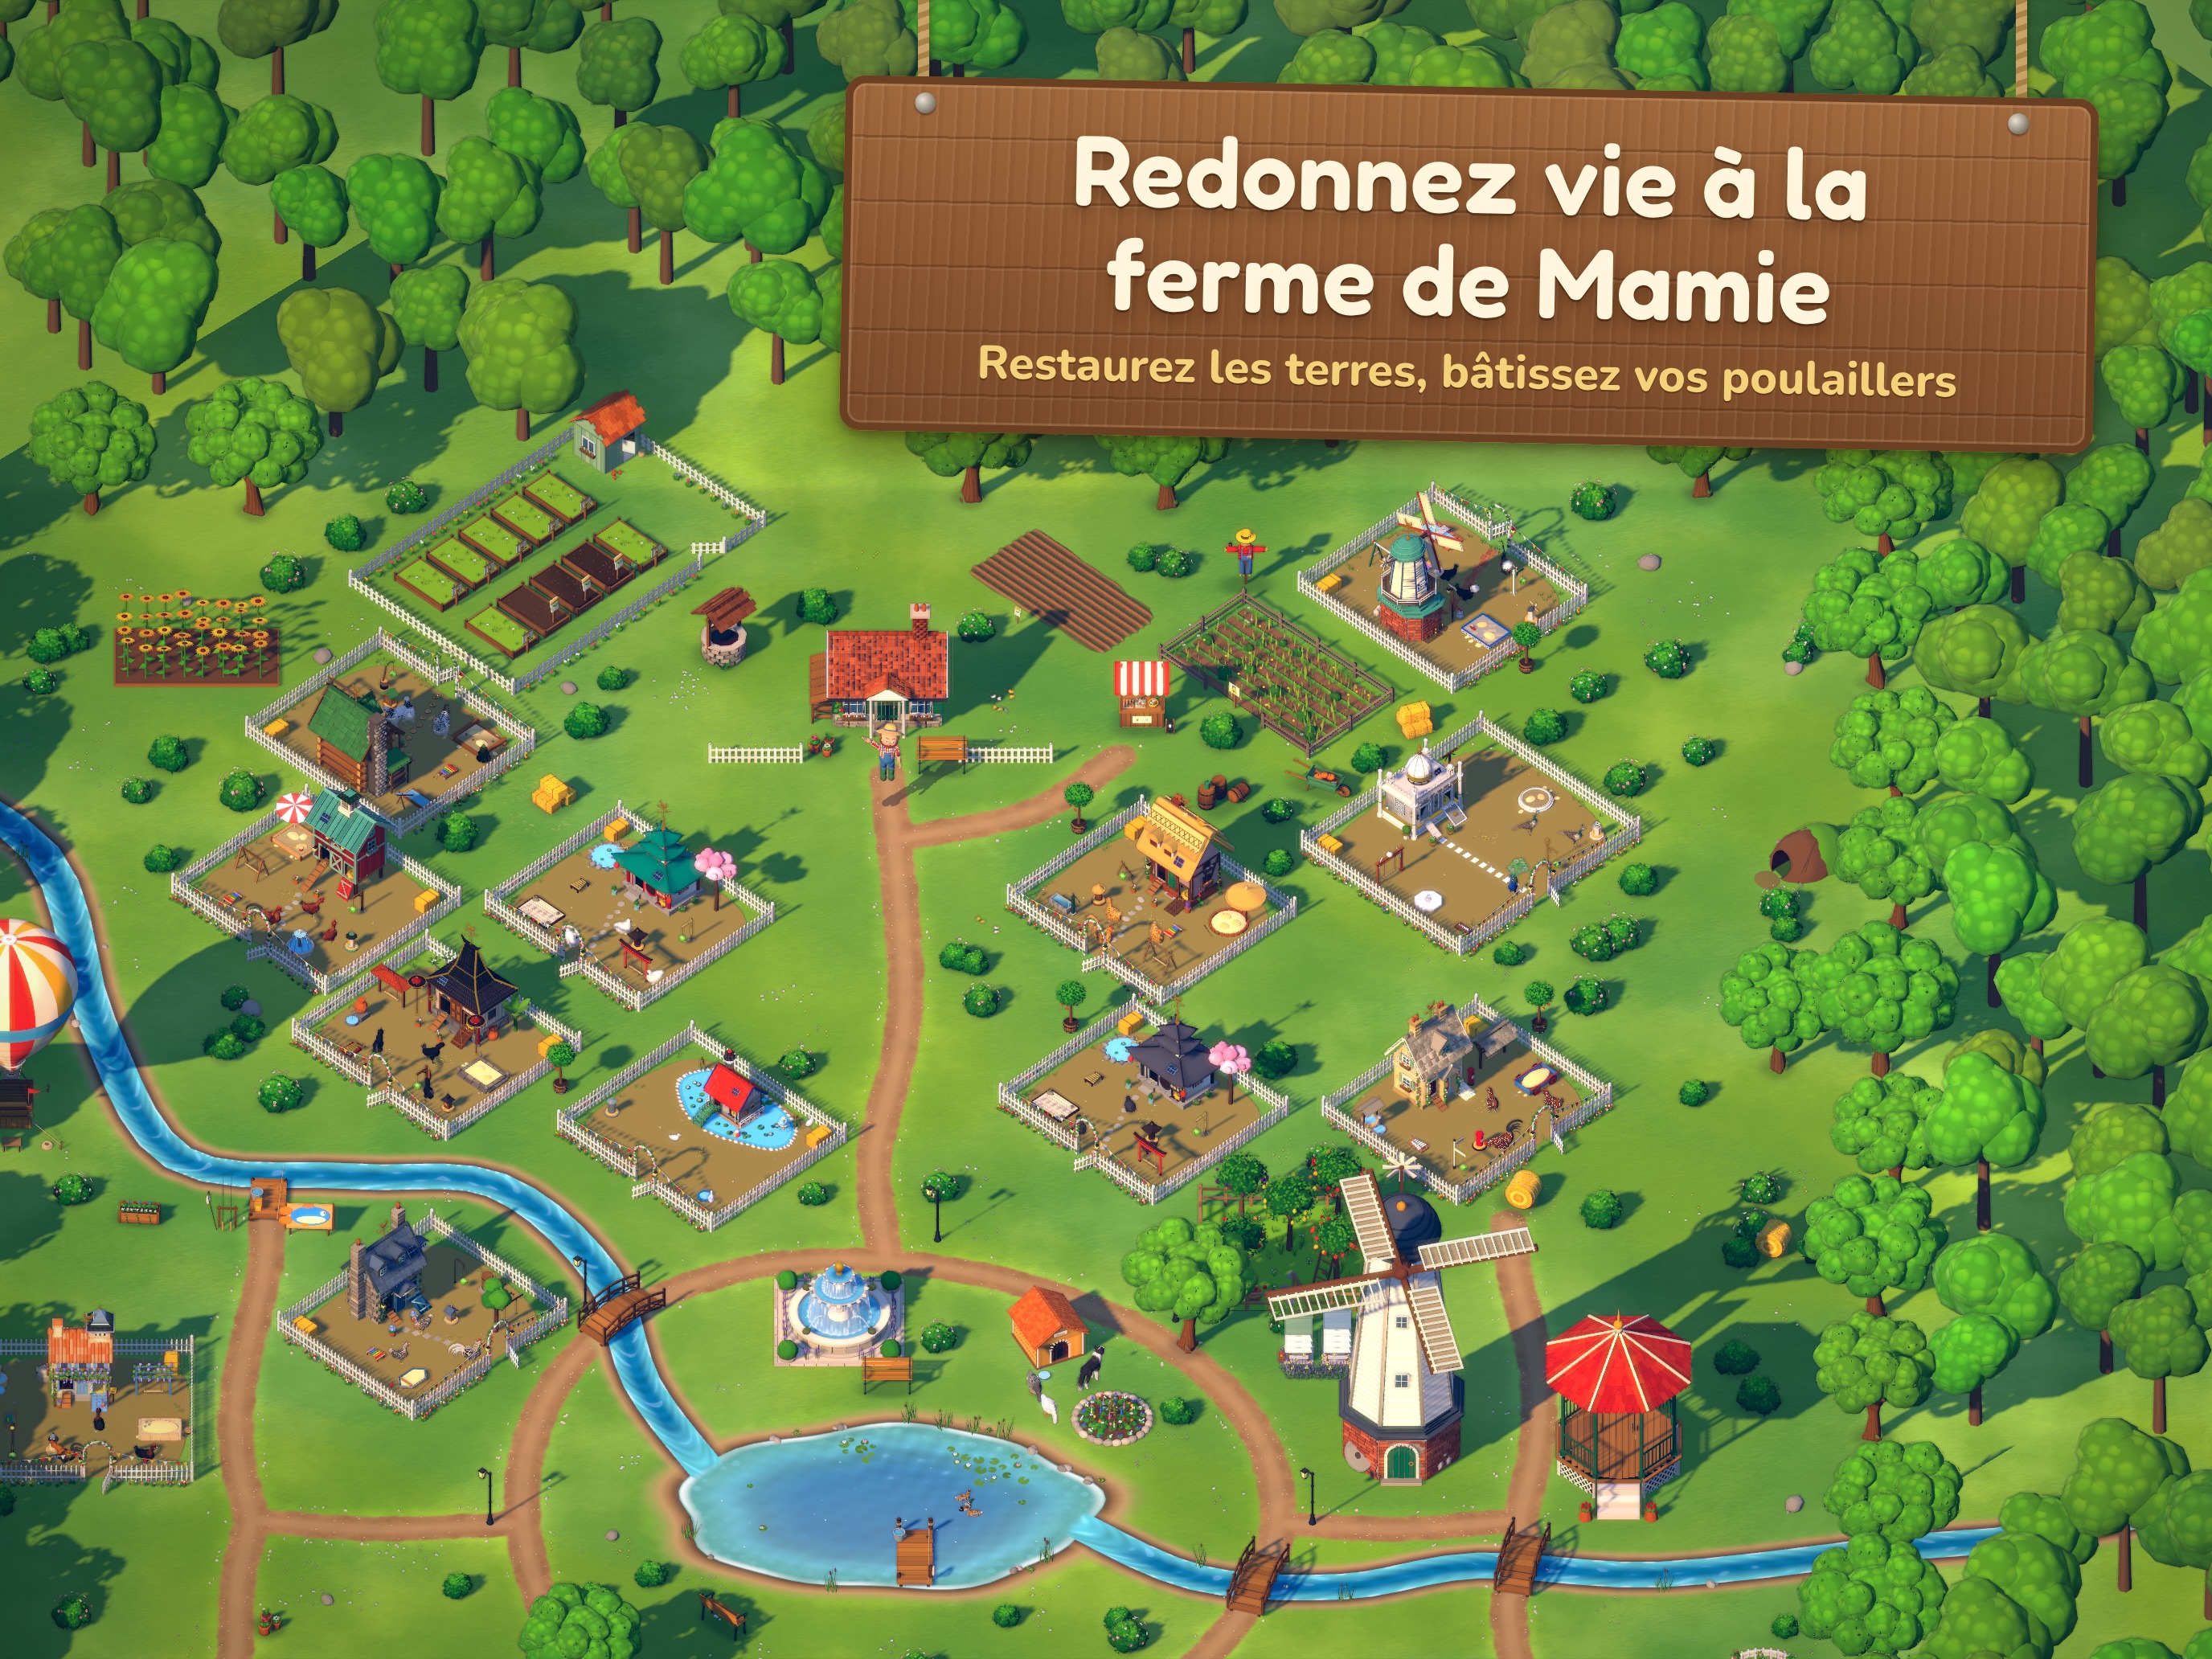 Redonnez vie à la
ferme de Mamie
Restaurez les terres, bâtissez vos poulaillers